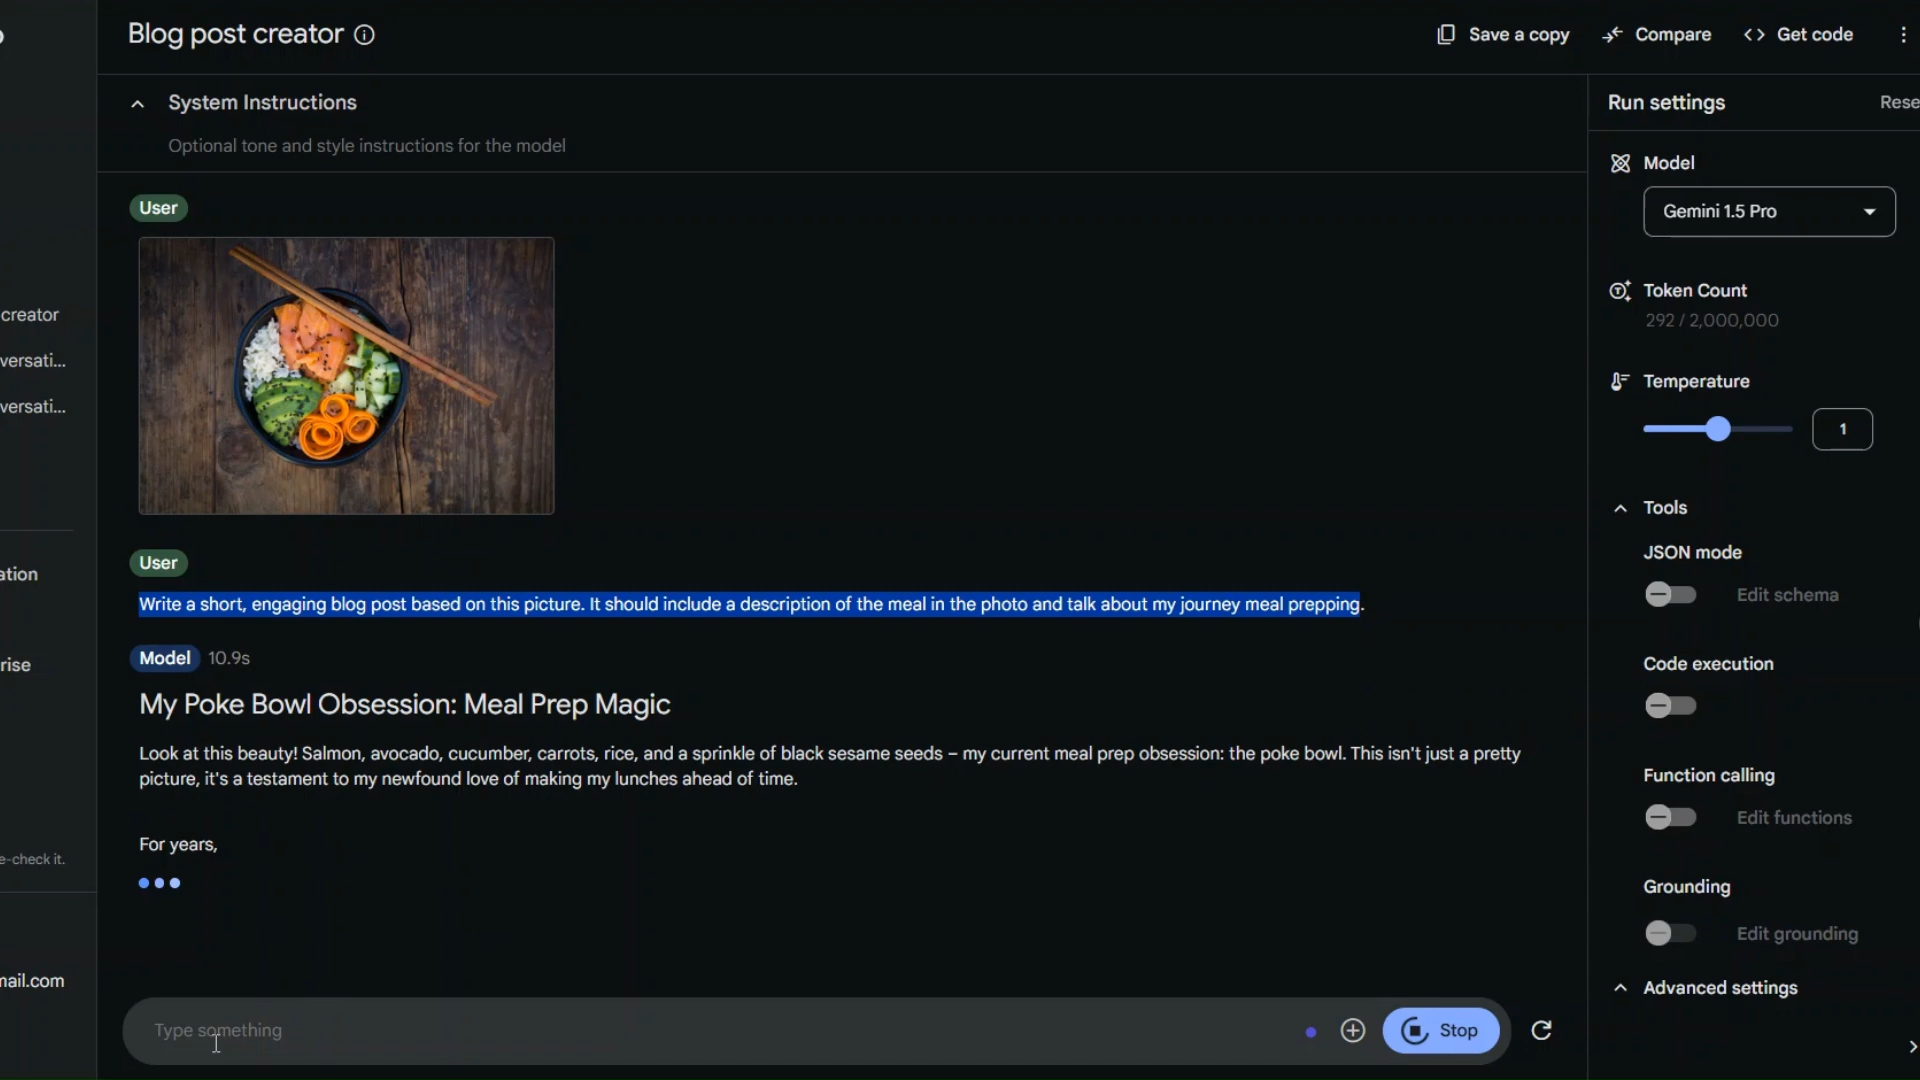 Blog post creator
Save a copy
Compare
Get code
System Instructions
Optional tone and style instructions for the model
Run settings
Rese
Model
Gemini 1.5 Pro
Token Count
292 / 2,000,000
Temperature
1
Tools
JSON mode
Edit schema
Code execution
Function calling
Edit functions
Grounding
Edit grounding
Advanced settings
creator
versati...
versati...
ation
rise
e-check it.
mail.com
User
User
Write a short, engaging blog post based on this picture. It should include a description of the meal in the photo and talk about my journey meal prepping.
Model 10.9s
My Poke Bowl Obsession: Meal Prep Magic
Look at this beauty! Salmon, avocado, cucumber, carrots, rice, and a sprinkle of black sesame seeds – my current meal prep obsession: the poke bowl. This isn't just a pretty
picture, it's a testament to my newfound love of making my lunches ahead of time.
For years,
Type something
Stop